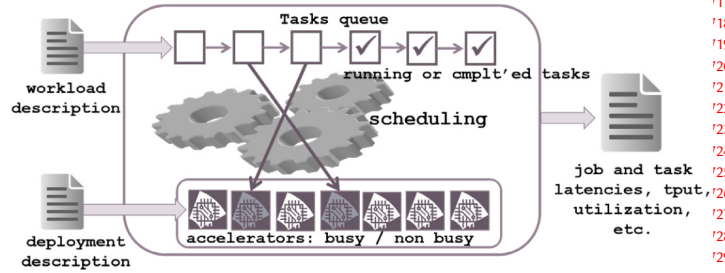 Tasks queue
running or cmplt'ed tasks
workload
description
scheduling
job and task
latencies, tput,
utilization,
etc.
deployment
description
accelerators: busy / non busy